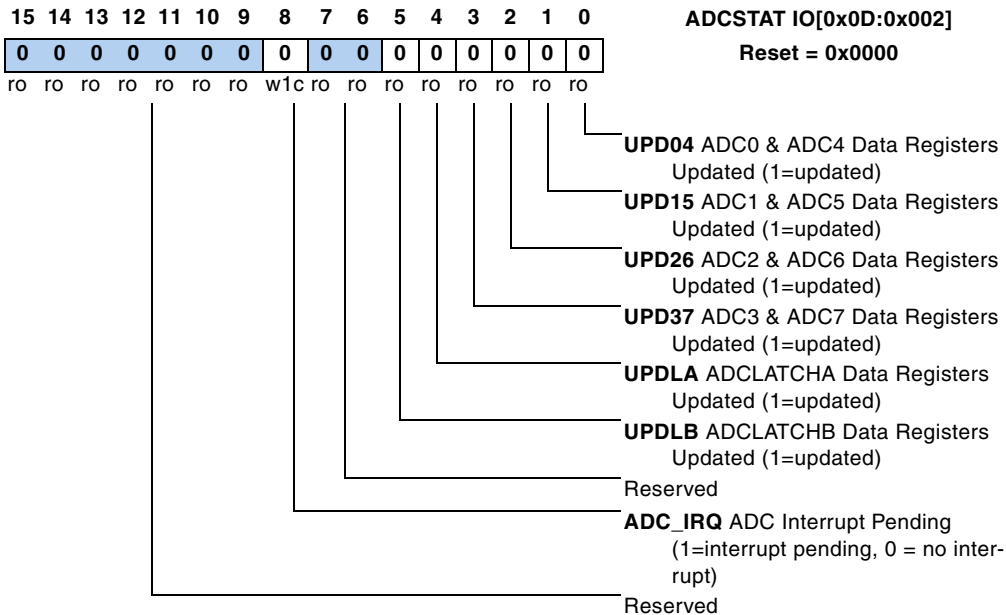 15 14 13 12 11 10 9 8 7 6 5 4 3 2 1 0
ADCSTAT IO[0x0D:0x002]
0 0 0 0 0 0 0 0 0 0 0 0 0 0 0 0
Reset = 0x0000
ro ro ro ro ro ro ro w1c ro ro ro ro ro ro ro ro
UPD04 ADC0 & ADC4 Data Registers
Updated (1=updated)
UPD15 ADC1 & ADC5 Data Registers
Updated (1=updated)
UPD26 ADC2 & ADC6 Data Registers
Updated (1=updated)
UPD37 ADC3 & ADC7 Data Registers
Updated (1=updated)
UPDLA ADCLATCHA Data Registers
Updated (1=updated)
UPDLB ADCLATCHB Data Registers
Updated (1=updated)
Reserved
ADC_IRQ ADC Interrupt Pending
(1=interrupt pending, 0 = no inter-
rupt)
Reserved